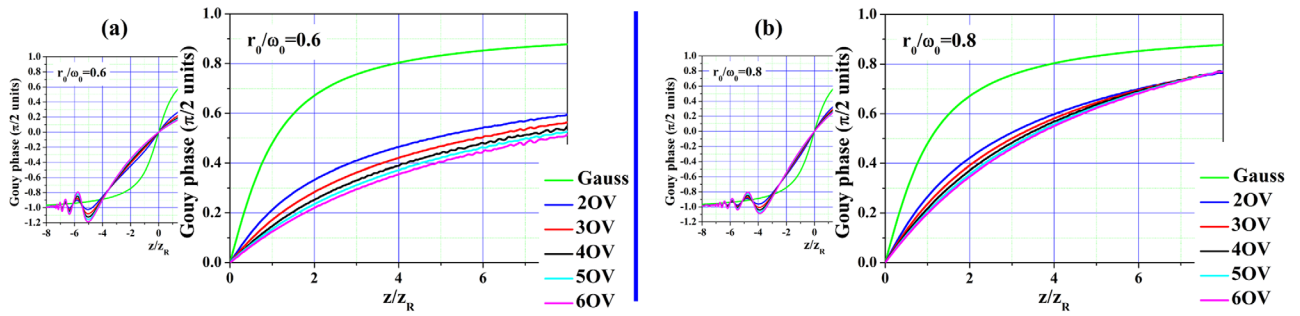 (a)
Gouy phase (π/2 units)
1.0
0.8
0.6
0.4
0.2
0.0
-0.2
-0.4
-0.6
-0.8
-1.0
-1.2
r0/ω0=0.6
-8 -6 -4 -2 0
z/zR
Gouy phase (π/2 units)
1.0
0.8
0.6
0.4
0.2
0.0
r0/ω0=0.6
0 2 4 6
z/zR
Gauss
2OV
3OV
4OV
5OV
6OV
(b)
Gouy phase (π/2 units)
1.0
0.8
0.6
0.4
0.2
0.0
-0.2
-0.4
-0.6
-0.8
-1.0
-1.2
r0/ω0=0.8
-8 -6 -4 -2 0
z/zR
Gouy phase (π/2 units)
1.0
0.8
0.6
0.4
0.2
0.0
r0/ω0=0.8
0 2 4 6
z/zR
Gauss
2OV
3OV
4OV
5OV
6OV